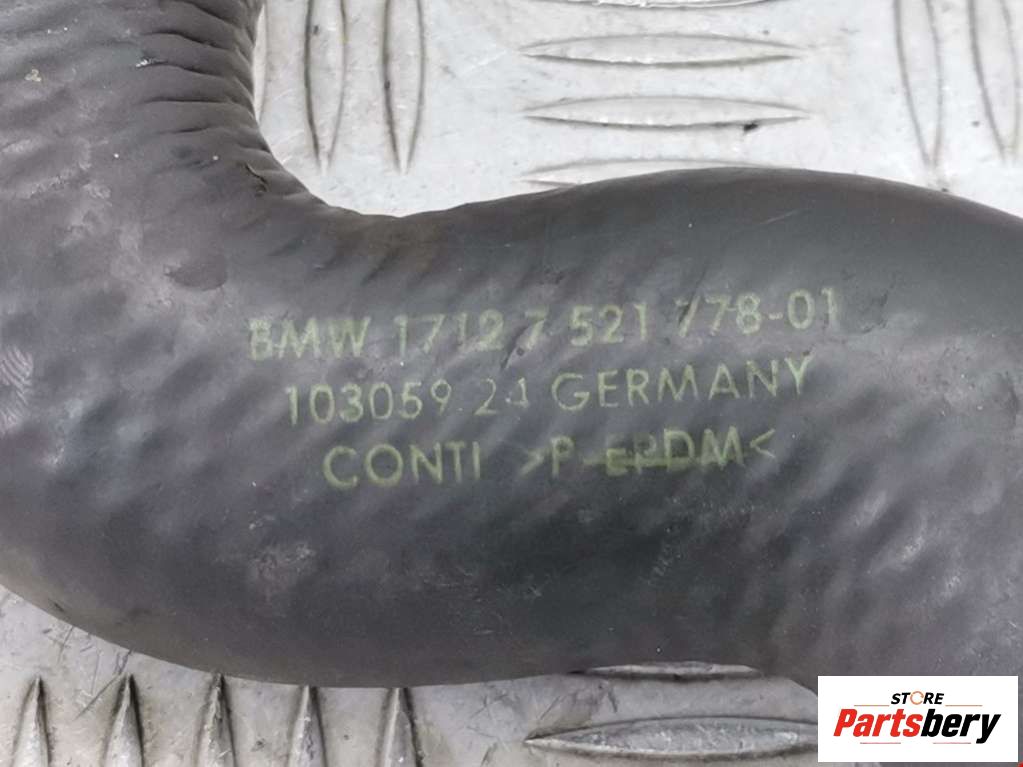 BMW 1712 7 521 778-01
103059 24 GERMANY
CONTI >P-EPDM<
STORE
Partsbery